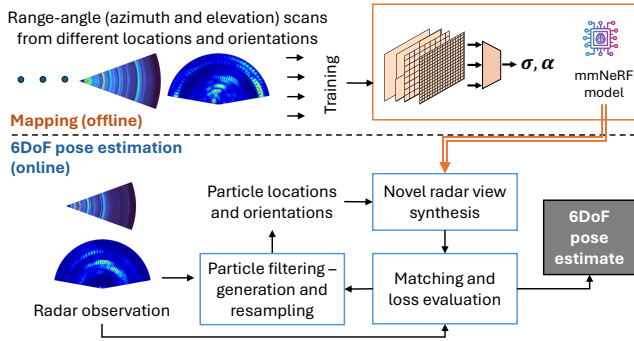 Range-angle (azimuth and elevation) scans
from different locations and orientations
Training
σ, α
mmNeRF
model
Mapping (offline)
6DoF pose estimation
(online)
Particle locations
and orientations
Novel radar view
synthesis
6DoF
pose
estimate
Particle filtering –
generation and
resampling
Matching and
loss evaluation
Radar observation